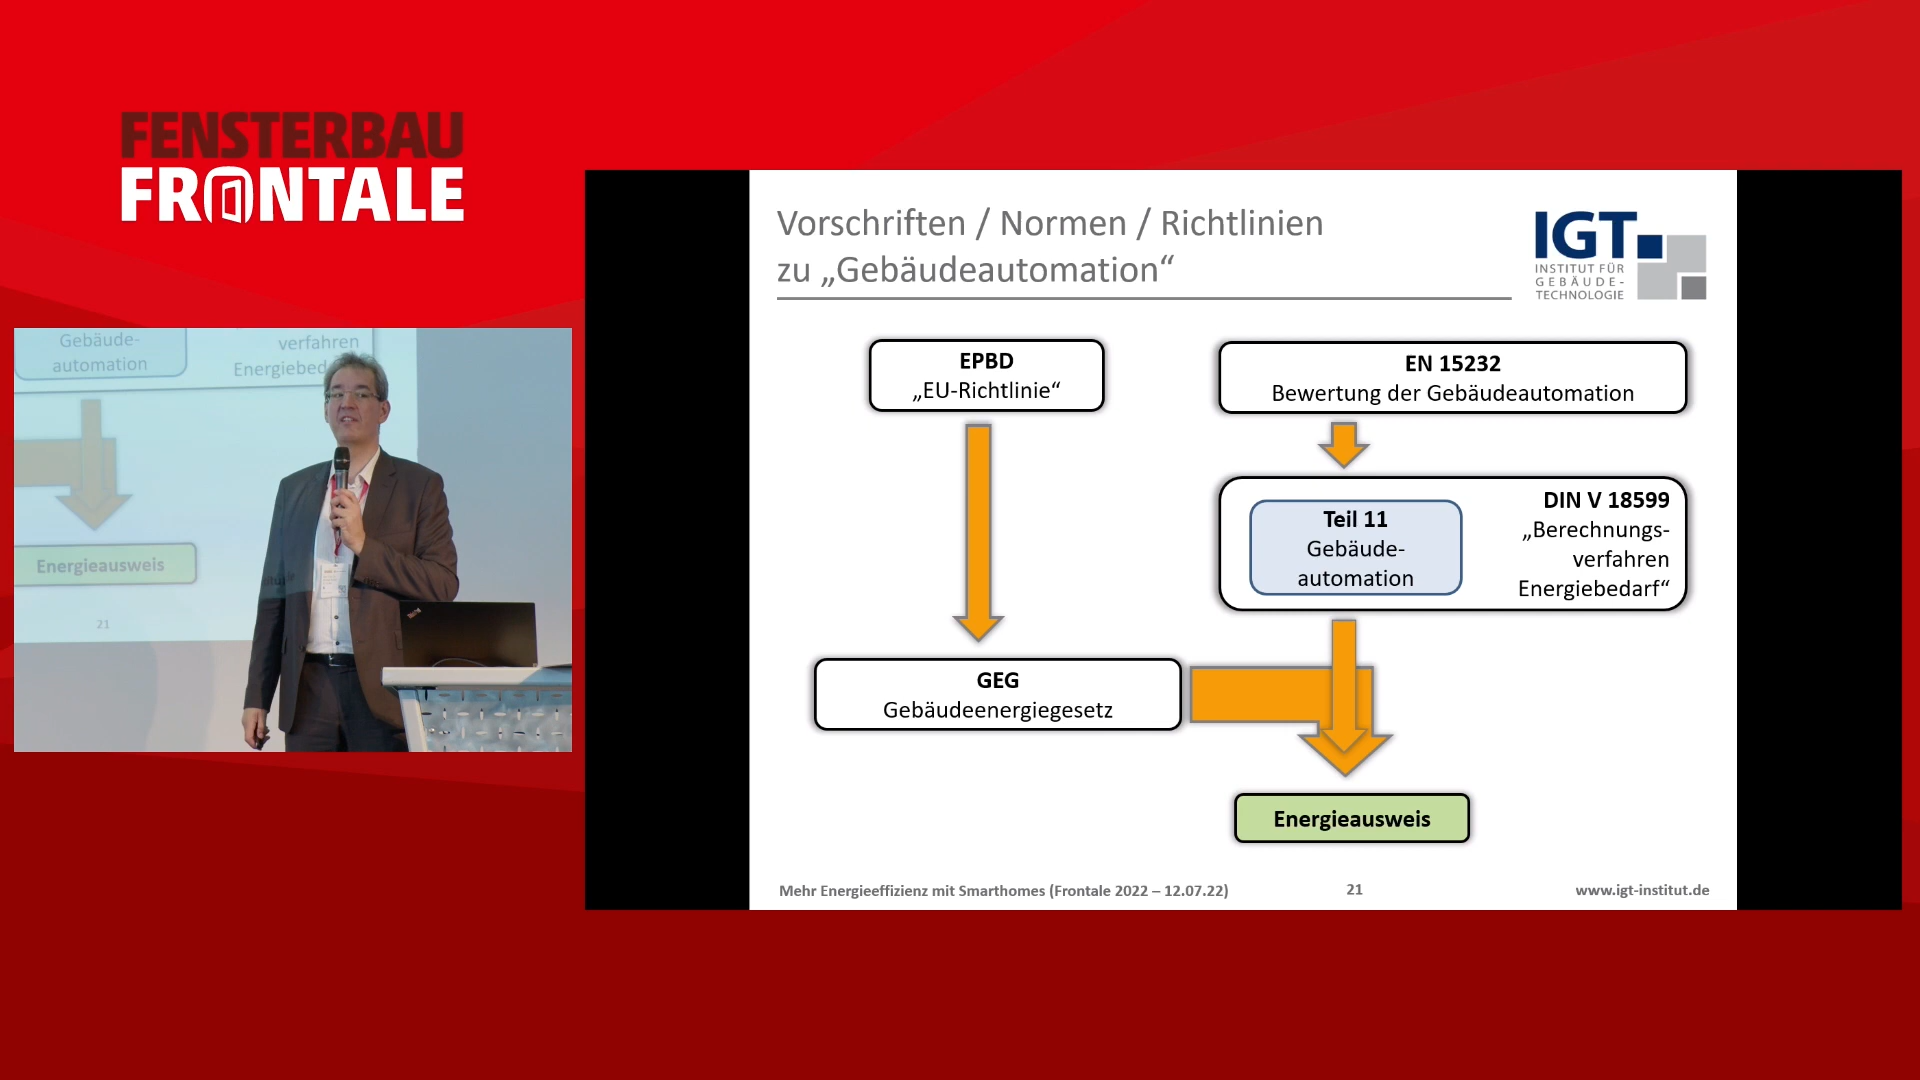 FENSTERBAU
FRONTALE
Gebäude-
automation
verfahren
Energiebed
Energieausweis
21
Vorschriften / Normen / Richtlinien
zu „Gebäudeautomation“
IGT
INSTITUT FÜR
GEBÄUDE-
TECHNOLOGIE
EPBD
„EU-Richtlinie“
EN 15232
Bewertung der Gebäudeautomation
Teil 11
Gebäude-
automation
DIN V 18599
„Berechnungs-
verfahren
Energiebedarf“
GEG
Gebäudeenergiegesetz
Energieausweis
Mehr Energieeffizienz mit Smarthomes (Frontale 2022 – 12.07.22)
21
www.igt-institut.de